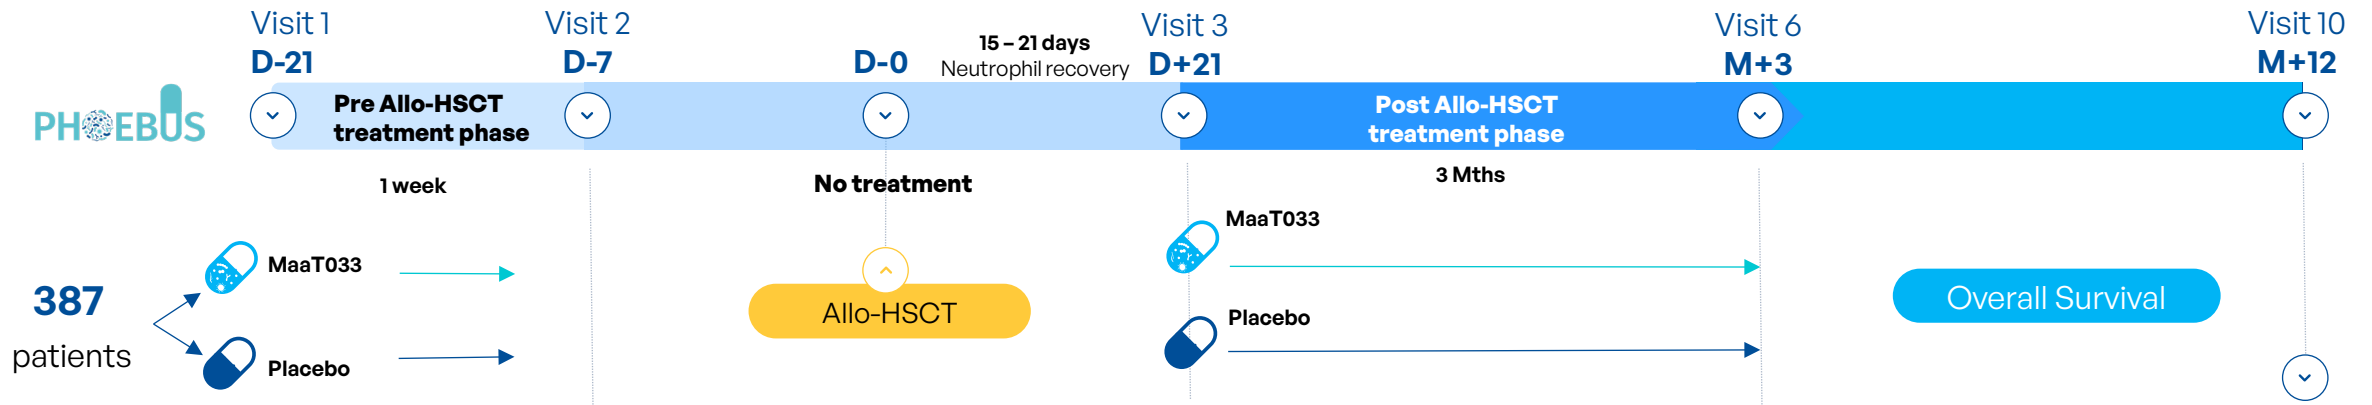 Visit 1
D-21
Visit 2
D-7
D-0
15 – 21 days
Neutrophil recovery
Visit 3
D+21
Visit 6
M+3
Visit 10
M+12
PHOEBUS
Pre Allo-HSCT
treatment phase
Post Allo-HSCT
treatment phase
1 week
No treatment
3 Mths
MaaT033
MaaT033
387
patients
Allo-HSCT
Overall Survival
Placebo
Placebo